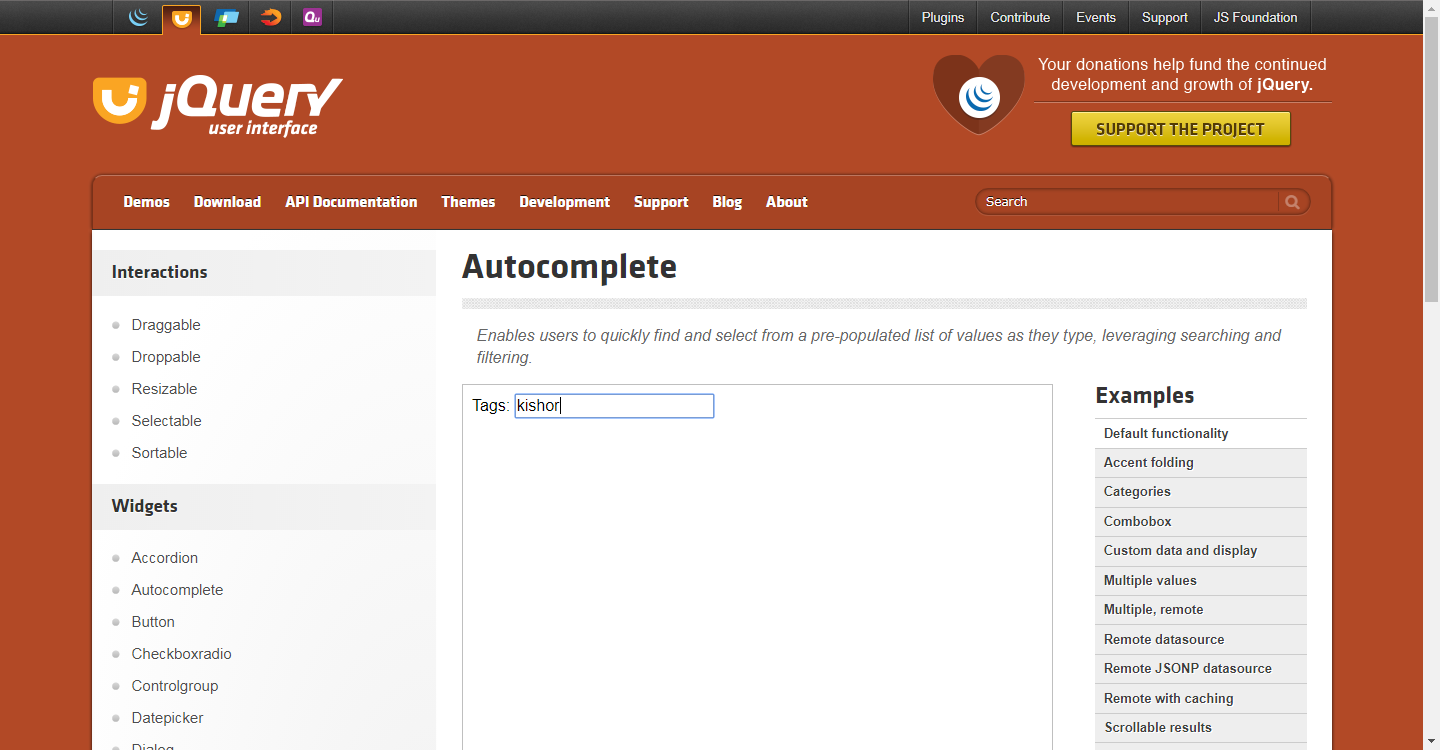 Qu
Plugins
Contribute
Events
Support
JS Foundation
jQuery
user interface
Your donations help fund the continued
development and growth of jQuery.
SUPPORT THE PROJECT
Demos
Download
API Documentation
Themes
Development
Support
Blog
About
Search
Interactions
Draggable
Droppable
Resizable
Selectable
Sortable
Widgets
Accordion
Autocomplete
Button
Checkboxradio
Controlgroup
Datepicker
Dialog
Autocomplete
Enables users to quickly find and select from a pre-populated list of values as they type, leveraging searching and
filtering.
Tags: kishor
Examples
Default functionality
Accent folding
Categories
Combobox
Custom data and display
Multiple values
Multiple, remote
Remote datasource
Remote JSONP datasource
Remote with caching
Scrollable results